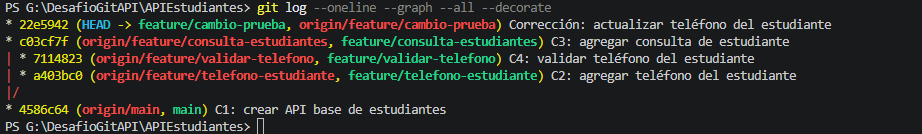 PS G:\DesafioGitAPI\APIEstudiantes> git log --oneline --graph --all --decorate
* 22e5942 (HEAD -> feature/cambio-prueba, origin/feature/cambio-prueba) Corrección: actualizar teléfono del estudiante
* c03cf7f (origin/feature/consulta-estudiantes, feature/consulta-estudiantes) C3: agregar consulta de estudiante
| * 7114823 (origin/feature/validar-telefono, feature/validar-telefono) C4: validar teléfono del estudiante
| * a403bc0 (origin/feature/telefono-estudiante, feature/telefono-estudiante) C2: agregar teléfono del estudiante
|/
* 4586c64 (origin/main, main) C1: crear API base de estudiantes
PS G:\DesafioGitAPI\APIEstudiantes>